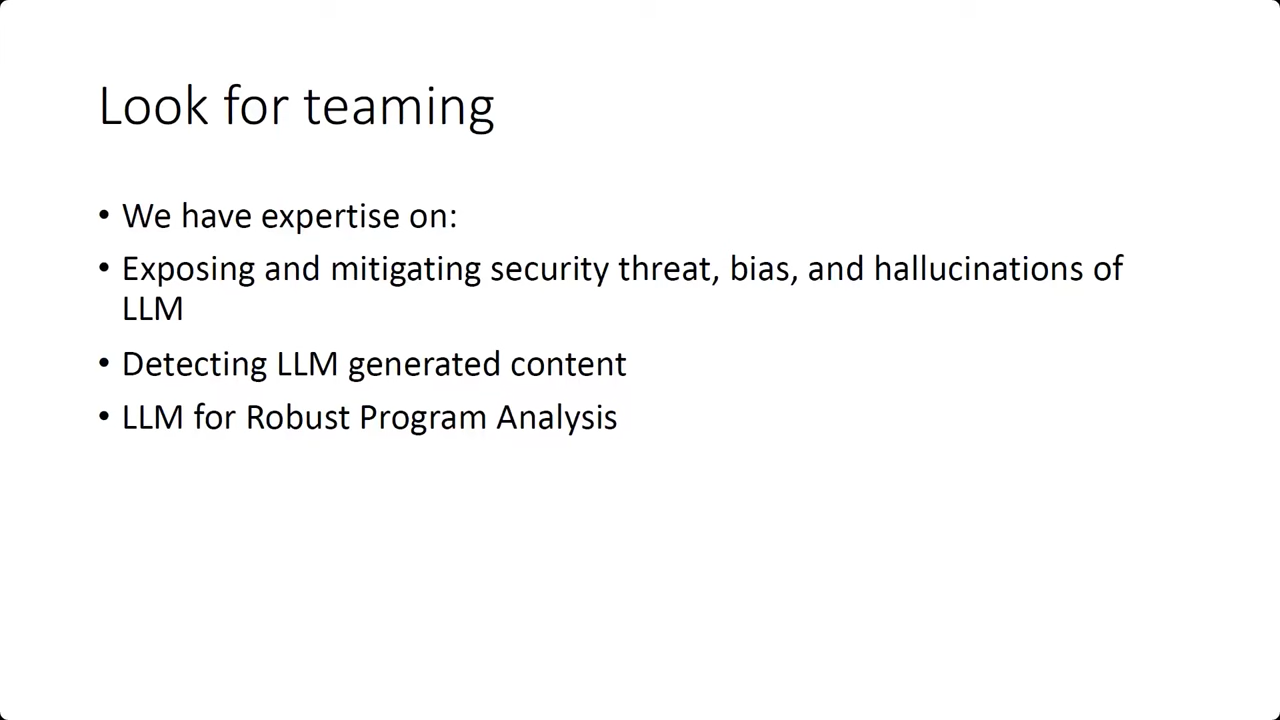 Look for teaming
• We have expertise on:
• Exposing and mitigating security threat, bias, and hallucinations of
LLM
• Detecting LLM generated content
• LLM for Robust Program Analysis